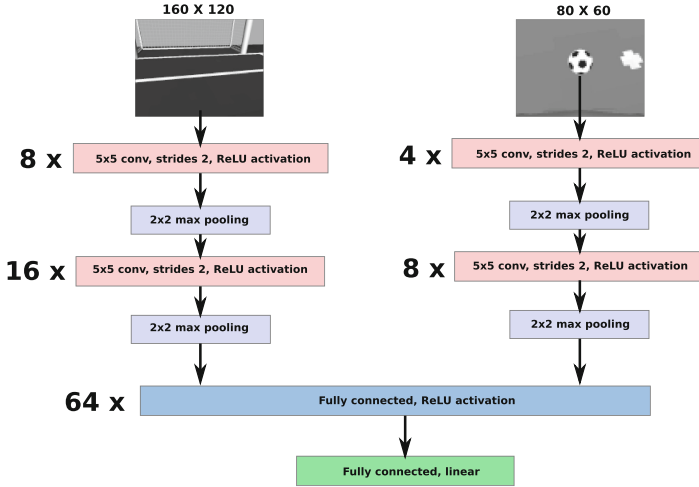 160 X 120
80 X 60
8 x
5x5 conv, strides 2, ReLU activation
4 x
5x5 conv, strides 2, ReLU activation
2x2 max pooling
2x2 max pooling
16 x
5x5 conv, strides 2, ReLU activation
8 x
5x5 conv, strides 2, ReLU activation
2x2 max pooling
2x2 max pooling
64 x
Fully connected, ReLU activation
Fully connected, linear